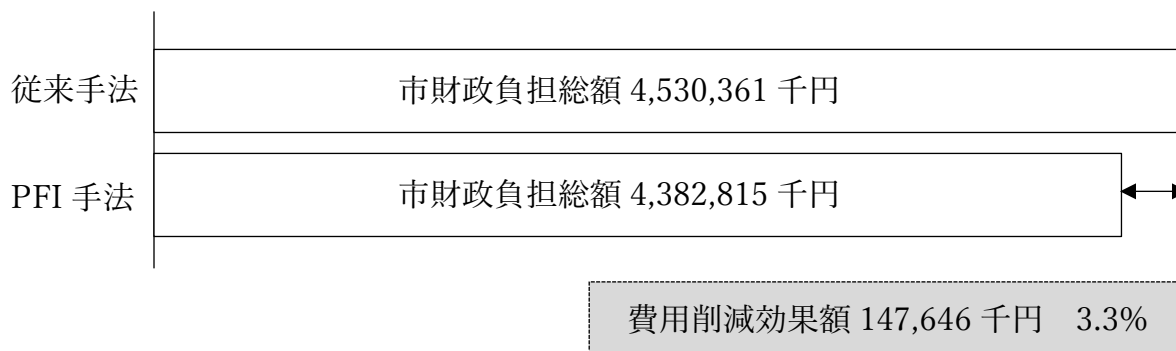 従来手法
市財政負担総額 4,530,361 千円
PFI 手法
市財政負担総額 4,382,815 千円
費用削減効果額 147,646 千円　3.3%